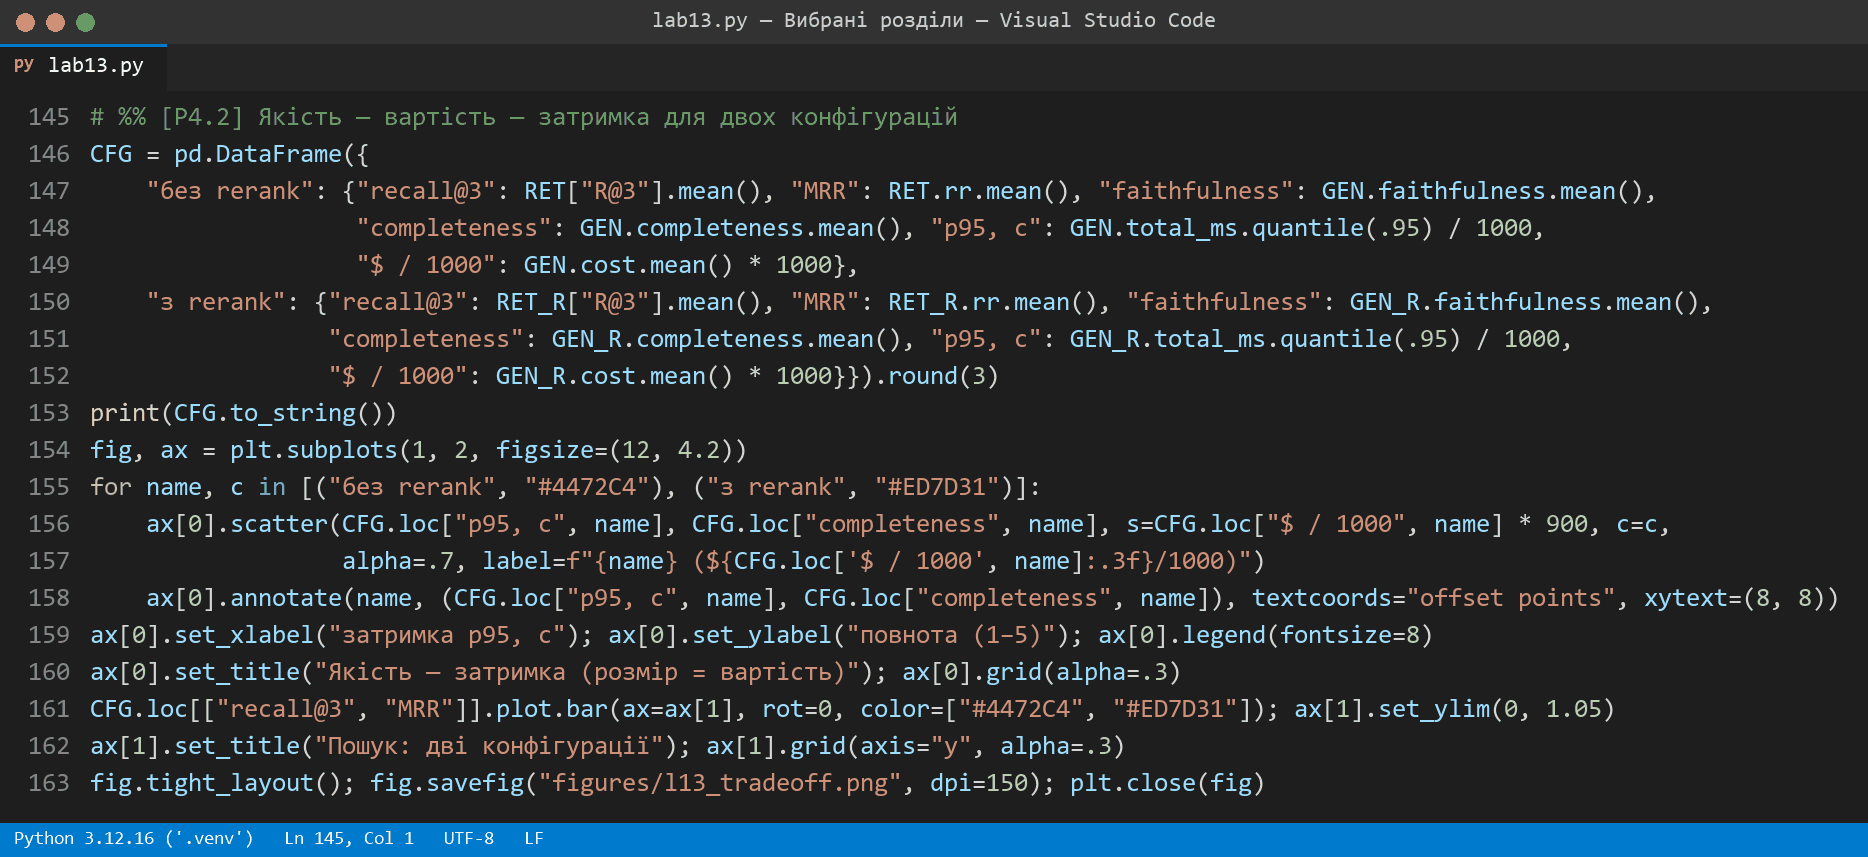 lab13.py — Вибрані розділи — Visual Studio Code
py lab13.py
145 # %% [P4.2] Якість — вартість — затримка для двох конфігурацій
146 CFG = pd.DataFrame({
147     "без rerank": {"recall@3": RET["R@3"].mean(), "MRR": RET.rr.mean(), "faithfulness": GEN.faithfulness.mean(),
148                    "completeness": GEN.completeness.mean(), "p95, с": GEN.total_ms.quantile(.95) / 1000,
149                    "$ / 1000": GEN.cost.mean() * 1000},
150     "з rerank": {"recall@3": RET_R["R@3"].mean(), "MRR": RET_R.rr.mean(), "faithfulness": GEN_R.faithfulness.mean(),
151                  "completeness": GEN_R.completeness.mean(), "p95, с": GEN_R.total_ms.quantile(.95) / 1000,
152                  "$ / 1000": GEN_R.cost.mean() * 1000}}).round(3)
153 print(CFG.to_string())
154 fig, ax = plt.subplots(1, 2, figsize=(12, 4.2))
155 for name, c in [("без rerank", "#4472C4"), ("з rerank", "#ED7D31")]:
156     ax[0].scatter(CFG.loc["p95, с", name], CFG.loc["completeness", name], s=CFG.loc["$ / 1000", name] * 900, c=c,
157                   alpha=.7, label=f"{name} (${CFG.loc['$ / 1000', name]:.3f}/1000)")
158     ax[0].annotate(name, (CFG.loc["p95, с", name], CFG.loc["completeness", name]), textcoords="offset points", xytext=(8, 8))
159 ax[0].set_xlabel("затримка p95, с"); ax[0].set_ylabel("повнота (1–5)"); ax[0].legend(fontsize=8)
160 ax[0].set_title("Якість — затримка (розмір = вартість)"); ax[0].grid(alpha=.3)
161 CFG.loc[["recall@3", "MRR"]].plot.bar(ax=ax[1], rot=0, color=["#4472C4", "#ED7D31"]); ax[1].set_ylim(0, 1.05)
162 ax[1].set_title("Пошук: дві конфігурації"); ax[1].grid(axis="y", alpha=.3)
163 fig.tight_layout(); fig.savefig("figures/l13_tradeoff.png", dpi=150); plt.close(fig)
Python 3.12.16 ('.venv') Ln 145, Col 1 UTF-8 LF